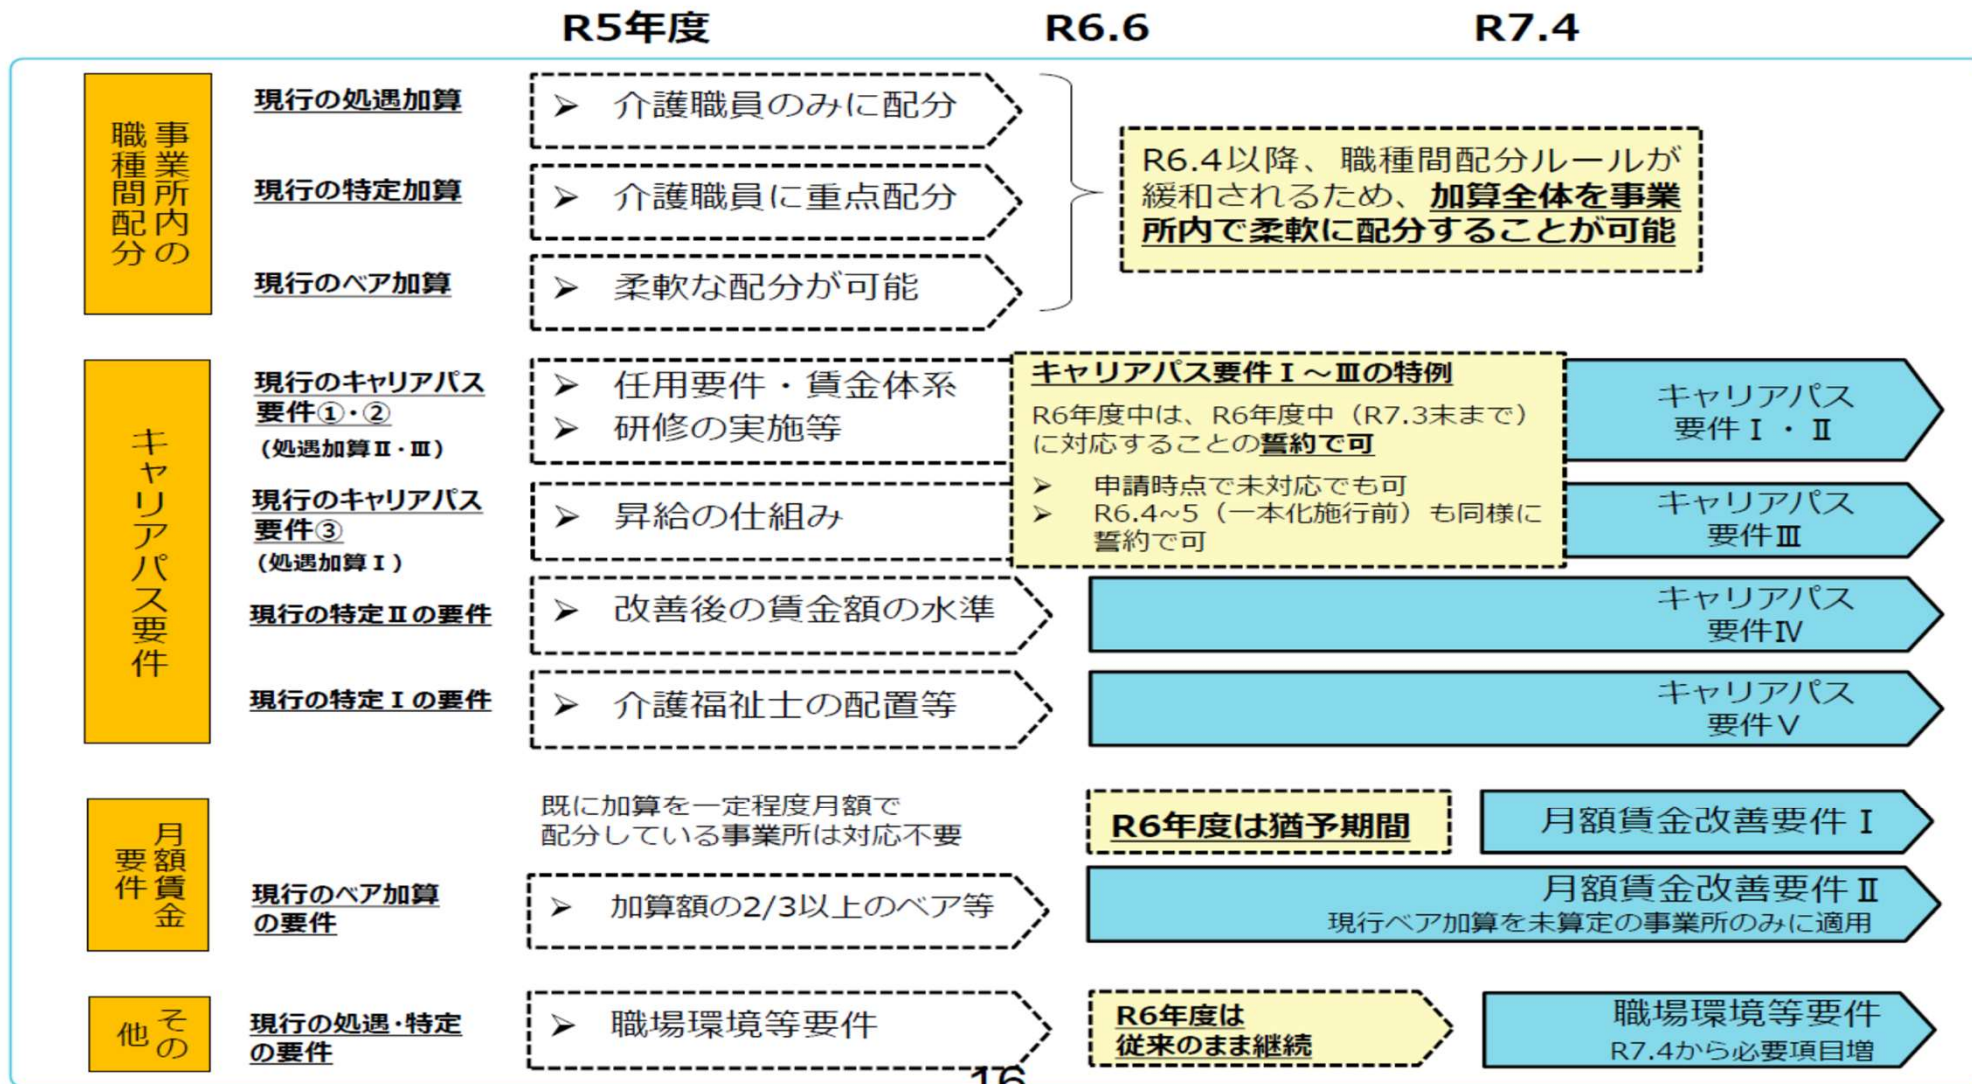 R5年度
R6.6
R7.4
事業所内の
職種間配分
現行の処遇加算
➢ 介護職員のみに配分
現行の特定加算
➢ 介護職員に重点配分
現行のベア加算
➢ 柔軟な配分が可能
R6.4以降、職種間配分ルールが
緩和されるため、加算全体を事業
所内で柔軟に配分することが可能
キャリアパス要件
現行のキャリアパス
要件①・②
(処遇加算Ⅱ・Ⅲ)
➢ 任用要件・賃金体系
➢ 研修の実施等
現行のキャリアパス
要件③
(処遇加算Ⅰ)
➢ 昇給の仕組み
キャリアパス要件Ⅰ～Ⅲの特例
R6年度中は、R6年度中（R7.3末まで）
に対応することの誓約で可
➢ 申請時点で未対応でも可
➢ R6.4~5（一本化施行前）も同様に
誓約で可
キャリアパス
要件Ⅰ・Ⅱ
キャリアパス
要件Ⅲ
現行の特定Ⅱの要件
➢ 改善後の賃金額の水準
キャリアパス
要件Ⅳ
現行の特定Ⅰの要件
➢ 介護福祉士の配置等
キャリアパス
要件Ⅴ
月額賃金
要件
既に加算を一定程度月額で
配分している事業所は対応不要
R6年度は猶予期間
月額賃金改善要件Ⅰ
現行のベア加算
の要件
➢ 加算額の2/3以上のベア等
月額賃金改善要件Ⅱ
現行ベア加算を未算定の事業所のみに適用
その
他
現行の処遇・特定
の要件
➢ 職場環境等要件
R6年度は
従来のまま継続
職場環境等要件
R7.4から必要項目増
16